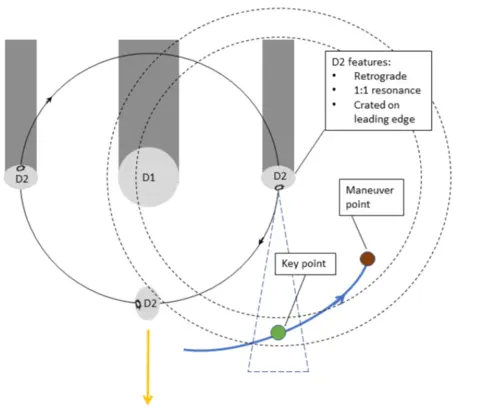 D2 features:
• Retrograde
• 1:1 resonance
• Crated on
leading edge
D2
D1
D2
Maneuver
point
Key point
D2